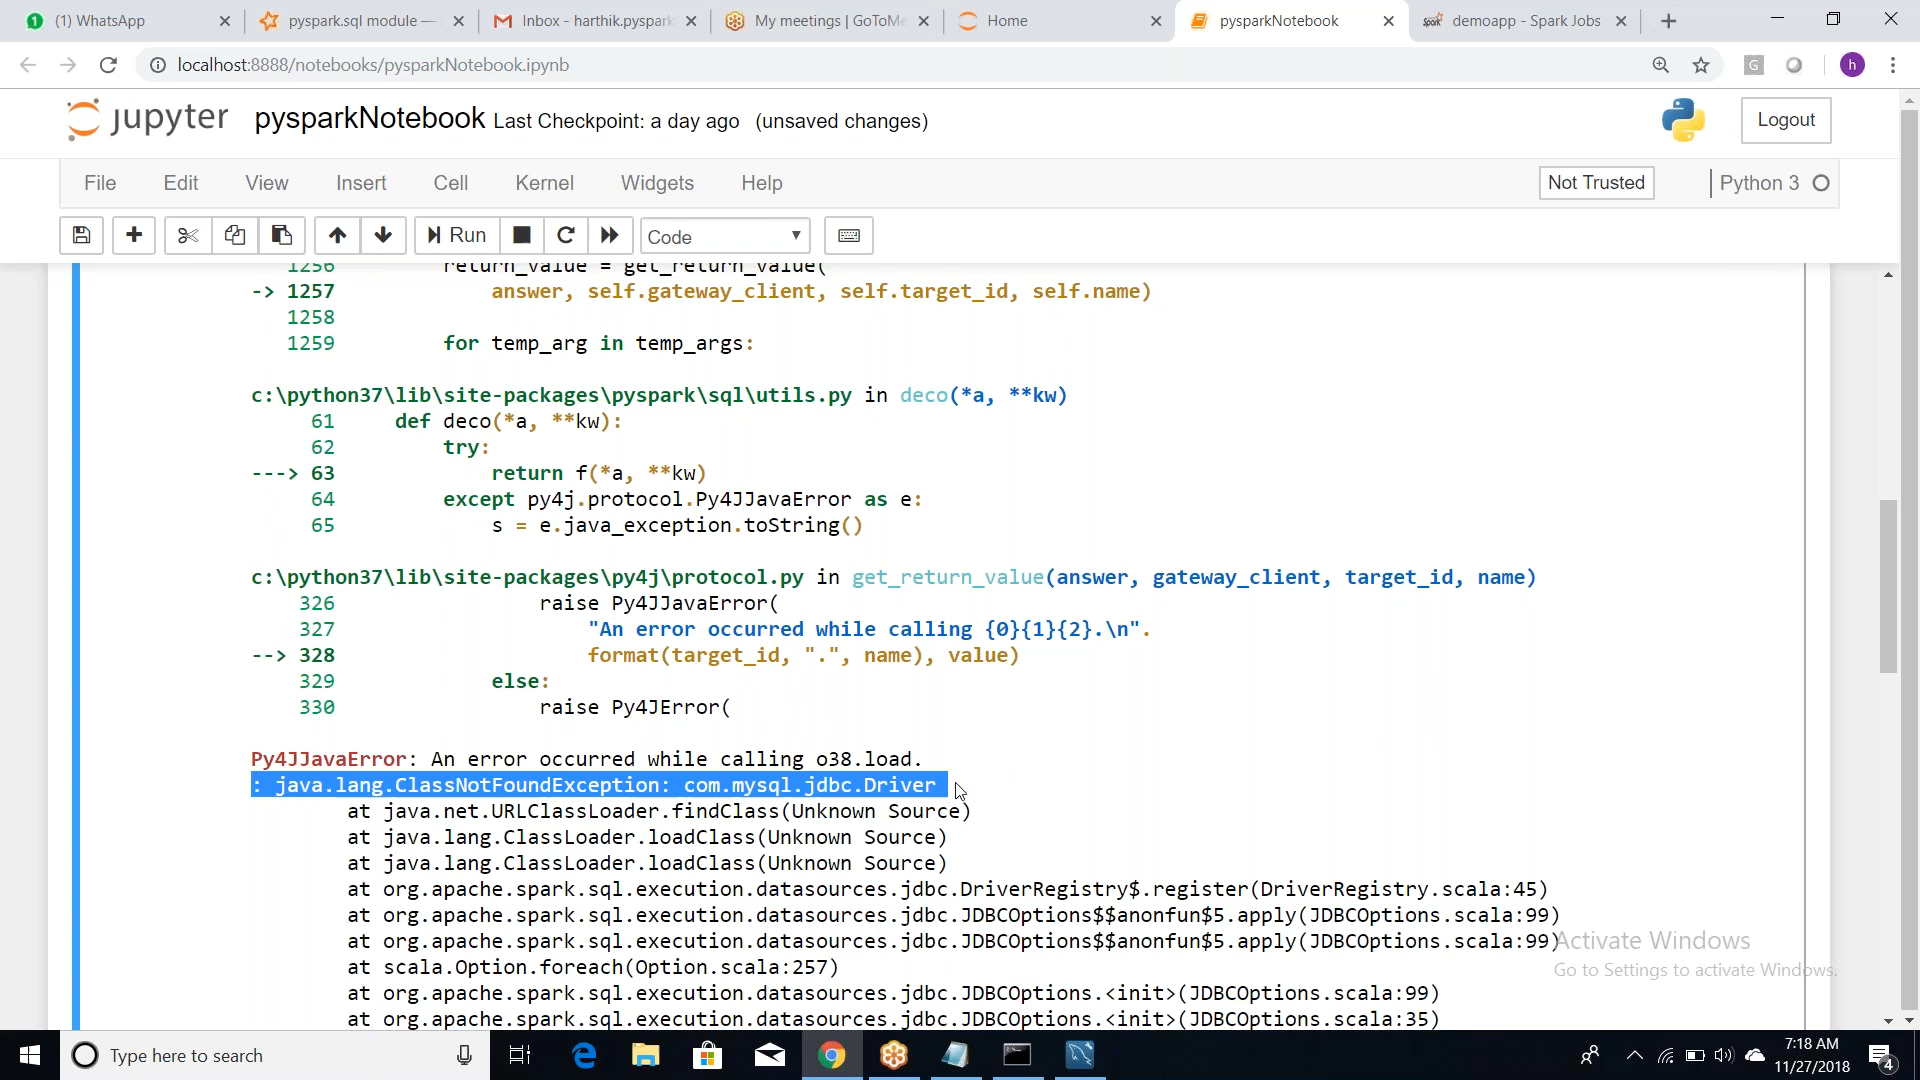 (1) WhatsApp
pyspark.sql module —
Inbox - harthik.pyspark
My meetings | GoToMe
Home
pysparkNotebook
demoapp - Spark Jobs
localhost:8888/notebooks/pysparkNotebook.ipynb
G
h
jupyter pysparkNotebook Last Checkpoint: a day ago (unsaved changes)
Logout
File Edit View Insert Cell Kernel Widgets Help
Not Trusted
Python 3
Run
Code
1256 return_value = get_return_value(
-> 1257 answer, self.gateway_client, self.target_id, self.name)
1258
1259 for temp_arg in temp_args:
c:\python37\lib\site-packages\pyspark\sql\utils.py in deco(*a, **kw)
61 def deco(*a, **kw):
62 try:
---> 63 return f(*a, **kw)
64 except py4j.protocol.Py4JJavaError as e:
65 s = e.java_exception.toString()
c:\python37\lib\site-packages\py4j\protocol.py in get_return_value(answer, gateway_client, target_id, name)
326 raise Py4JJavaError(
327 "An error occurred while calling {0}{1}{2}.\n".
--> 328 format(target_id, ".", name), value)
329 else:
330 raise Py4JError(
Py4JJavaError: An error occurred while calling o38.load.
: java.lang.ClassNotFoundException: com.mysql.jdbc.Driver
at java.net.URLClassLoader.findClass(Unknown Source)
at java.lang.ClassLoader.loadClass(Unknown Source)
at java.lang.ClassLoader.loadClass(Unknown Source)
at org.apache.spark.sql.execution.datasources.jdbc.DriverRegistry$.register(DriverRegistry.scala:45)
at org.apache.spark.sql.execution.datasources.jdbc.JDBCOptions$$anonfun$5.apply(JDBCOptions.scala:99)
at org.apache.spark.sql.execution.datasources.jdbc.JDBCOptions$$anonfun$5.apply(JDBCOptions.scala:99)
at scala.Option.foreach(Option.scala:257)
at org.apache.spark.sql.execution.datasources.jdbc.JDBCOptions.<init>(JDBCOptions.scala:99)
at org.apache.spark.sql.execution.datasources.jdbc.JDBCOptions.<init>(JDBCOptions.scala:35)
Activate Windows
Go to Settings to activate Windows.
Type here to search
7:18 AM
11/27/2018
4